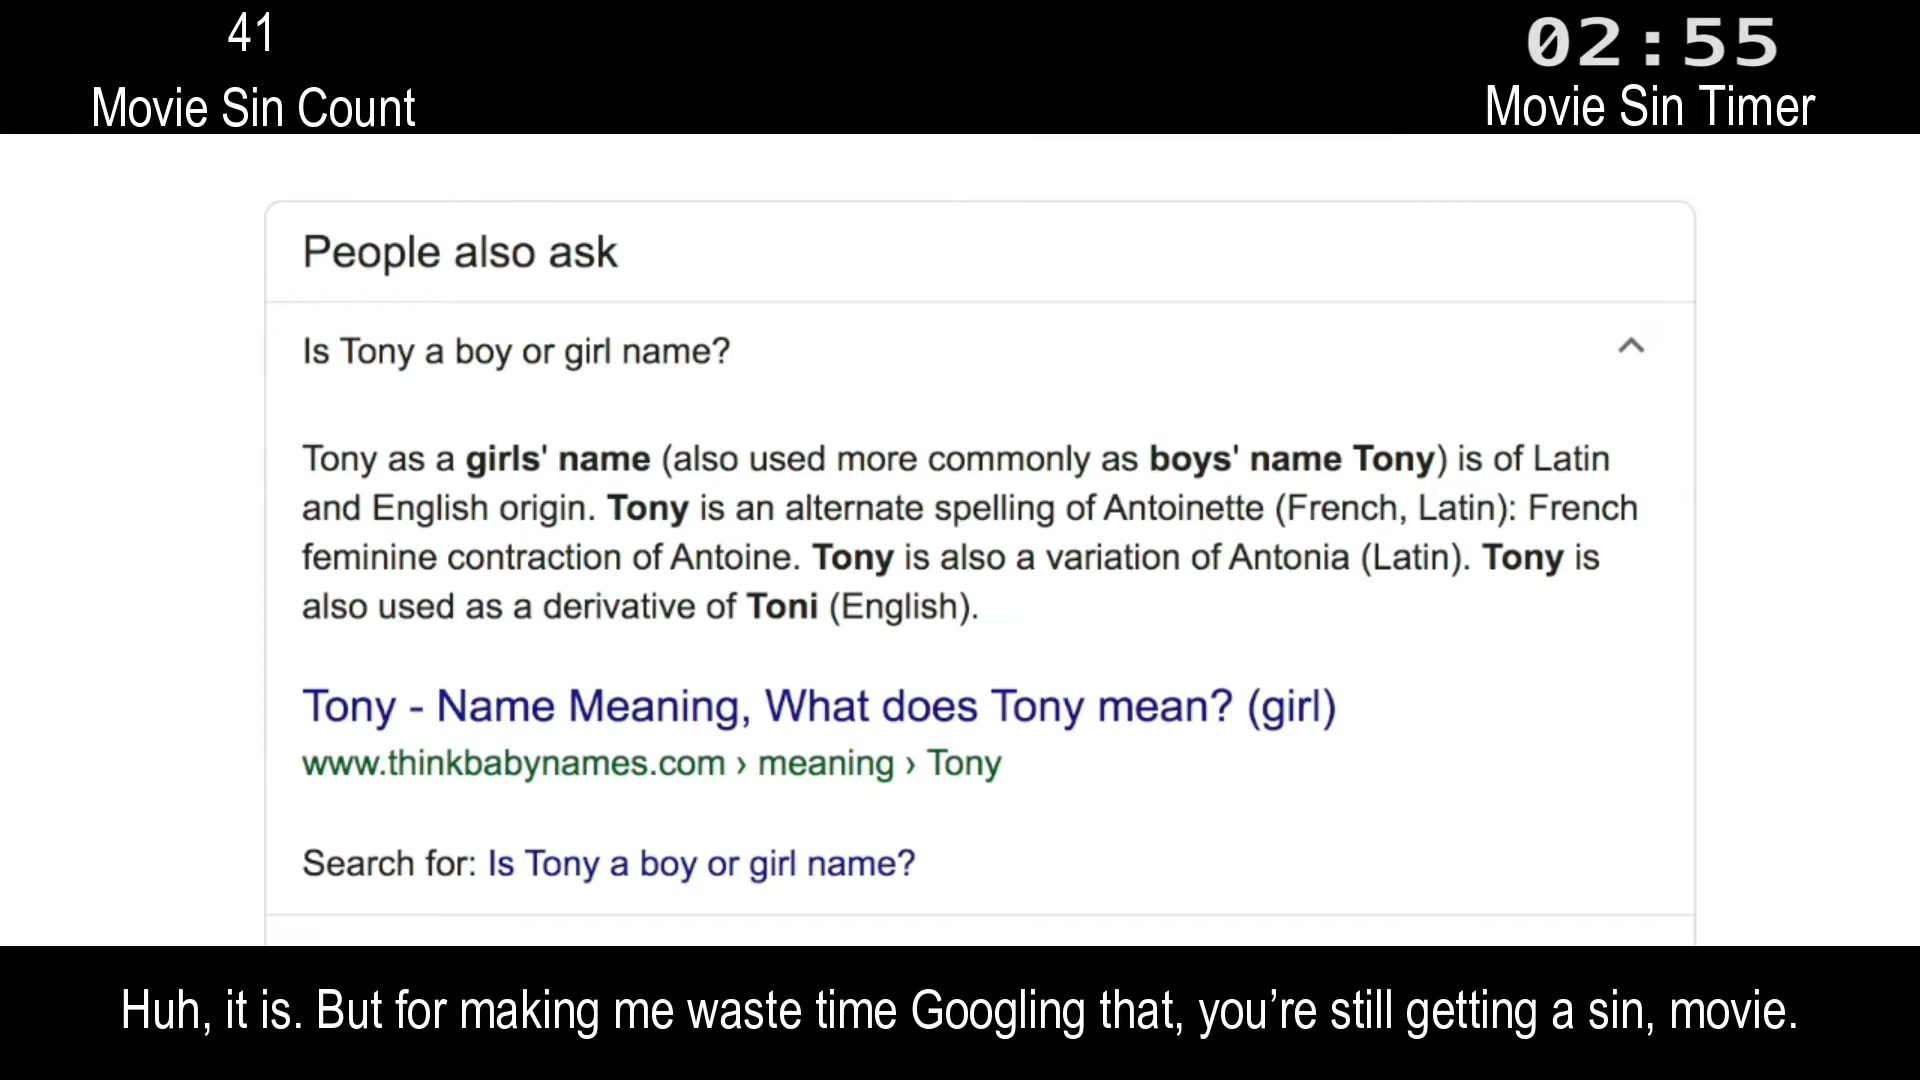 41
Movie Sin Count
02:55
Movie Sin Timer
People also ask
Is Tony a boy or girl name?
Tony as a girls' name (also used more commonly as boys' name Tony) is of Latin
and English origin. Tony is an alternate spelling of Antoinette (French, Latin): French
feminine contraction of Antoine. Tony is also a variation of Antonia (Latin). Tony is
also used as a derivative of Toni (English).
Tony - Name Meaning, What does Tony mean? (girl)
www.thinkbabynames.com › meaning › Tony
Search for: Is Tony a boy or girl name?
Huh, it is. But for making me waste time Googling that, you’re still getting a sin, movie.